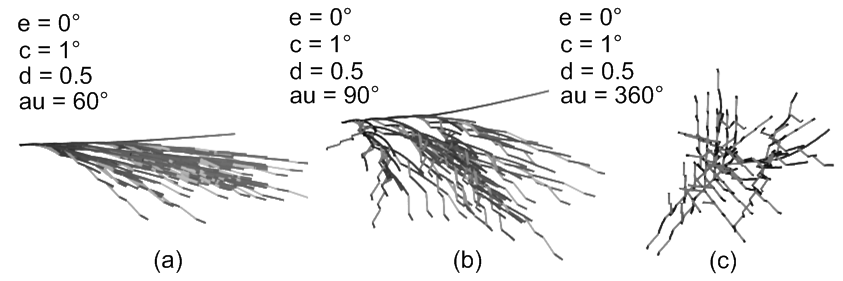 e = 0°
c = 1°
d = 0.5
au = 60°
e = 0°
c = 1°
d = 0.5
au = 90°
e = 0°
c = 1°
d = 0.5
au = 360°
(a)
(b)
(c)